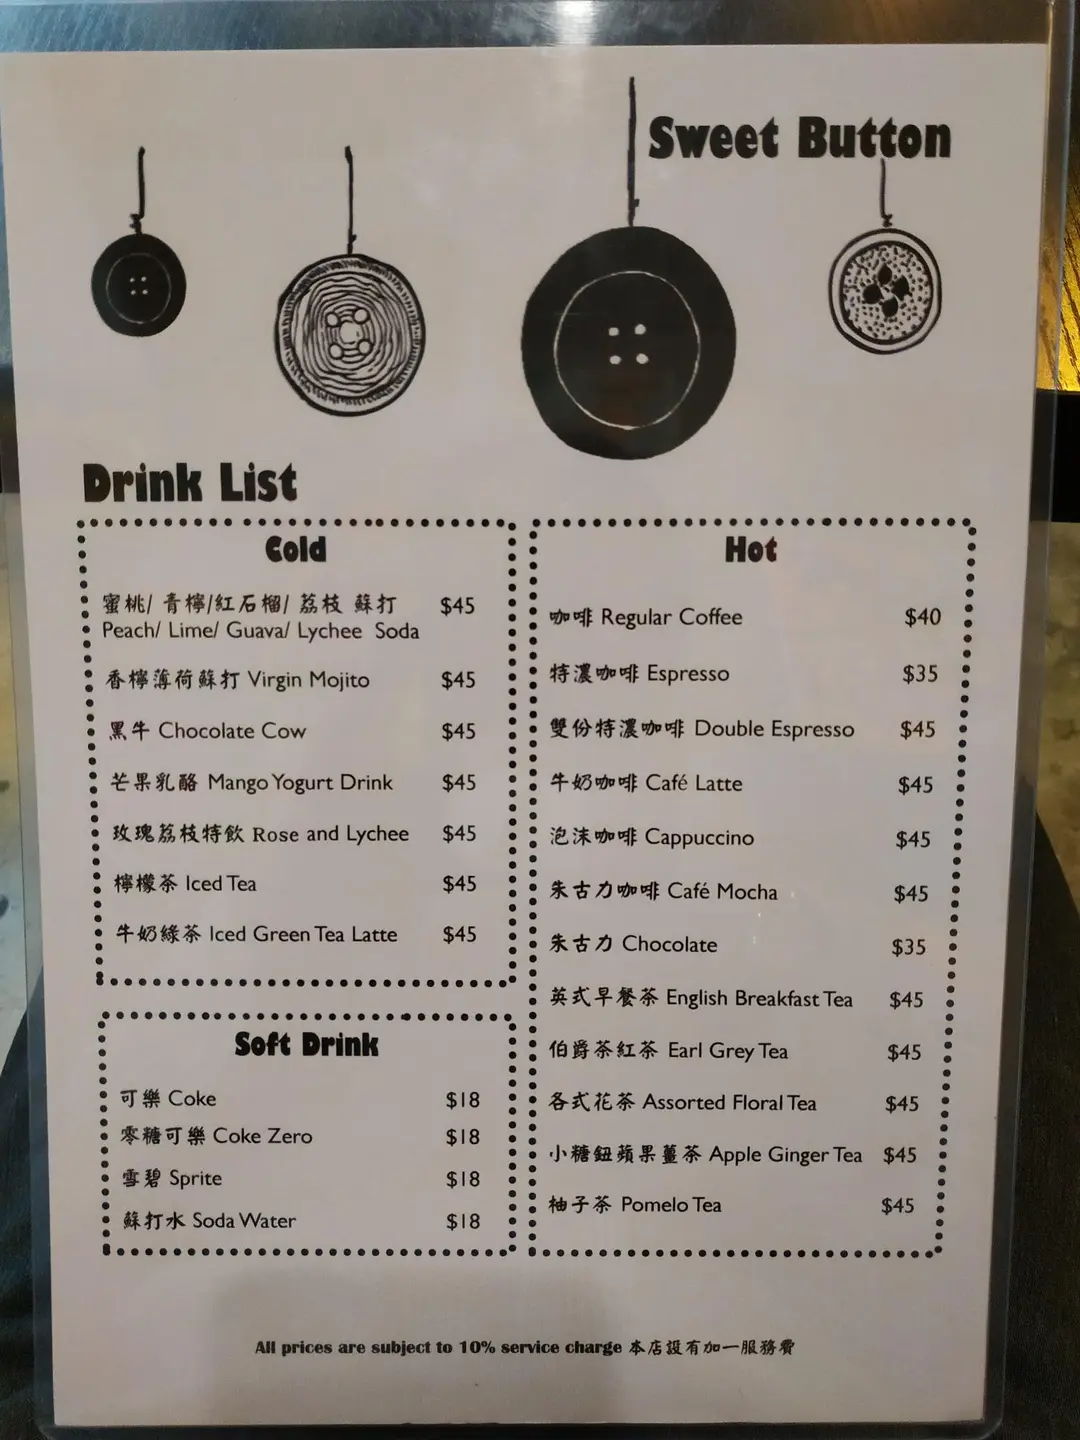 Sweet Button
Drink List
Cold
蜜桃/ 青檸/紅石榴/ 荔枝 蘇打 $45
Peach/ Lime/ Guava/ Lychee Soda
香檸薄荷蘇打 Virgin Mojito $45
黑牛 Chocolate Cow $45
芒果乳酪 Mango Yogurt Drink $45
玫瑰荔枝特飲 Rose and Lychee $45
檸檬茶 Iced Tea $45
牛奶綠茶 Iced Green Tea Latte $45
Soft Drink
可樂 Coke $18
零糖可樂 Coke Zero $18
雪碧 Sprite $18
蘇打水 Soda Water $18
Hot
咖啡 Regular Coffee $40
特濃咖啡 Espresso $35
雙份特濃咖啡 Double Espresso $45
牛奶咖啡 Café Latte $45
泡沫咖啡 Cappuccino $45
朱古力咖啡 Café Mocha $45
朱古力 Chocolate $35
英式早餐茶 English Breakfast Tea $45
伯爵茶紅茶 Earl Grey Tea $45
各式花茶 Assorted Floral Tea $45
小糖鈕蘋果薑茶 Apple Ginger Tea $45
柚子茶 Pomelo Tea $45
All prices are subject to 10% service charge 本店設有加一服務費